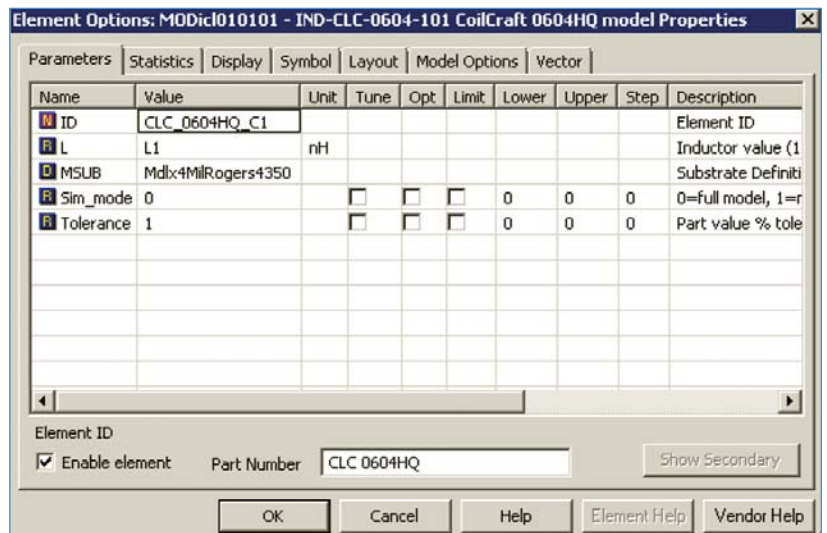 Element Options: MODicl010101 - IND-CLC-0604-101 CoilCraft 0604HQ model Properties
Parameters Statistics Display Symbol Layout Model Options Vector
Name Value Unit Tune Opt Limit Lower Upper Step Description
N ID CLC_0604HQ_C1 Element ID
R L L1 nH Inductor value (1
D MSUB Mdlx4MilRogers4350 Substrate Definiti
R Sim_mode 0 0 0 0 0=full model, 1=r
R Tolerance 1 0 0 0 Part value % tole
Element ID
Enable element Part Number CLC 0604HQ Show Secondary
OK Cancel Help Element Help Vendor Help